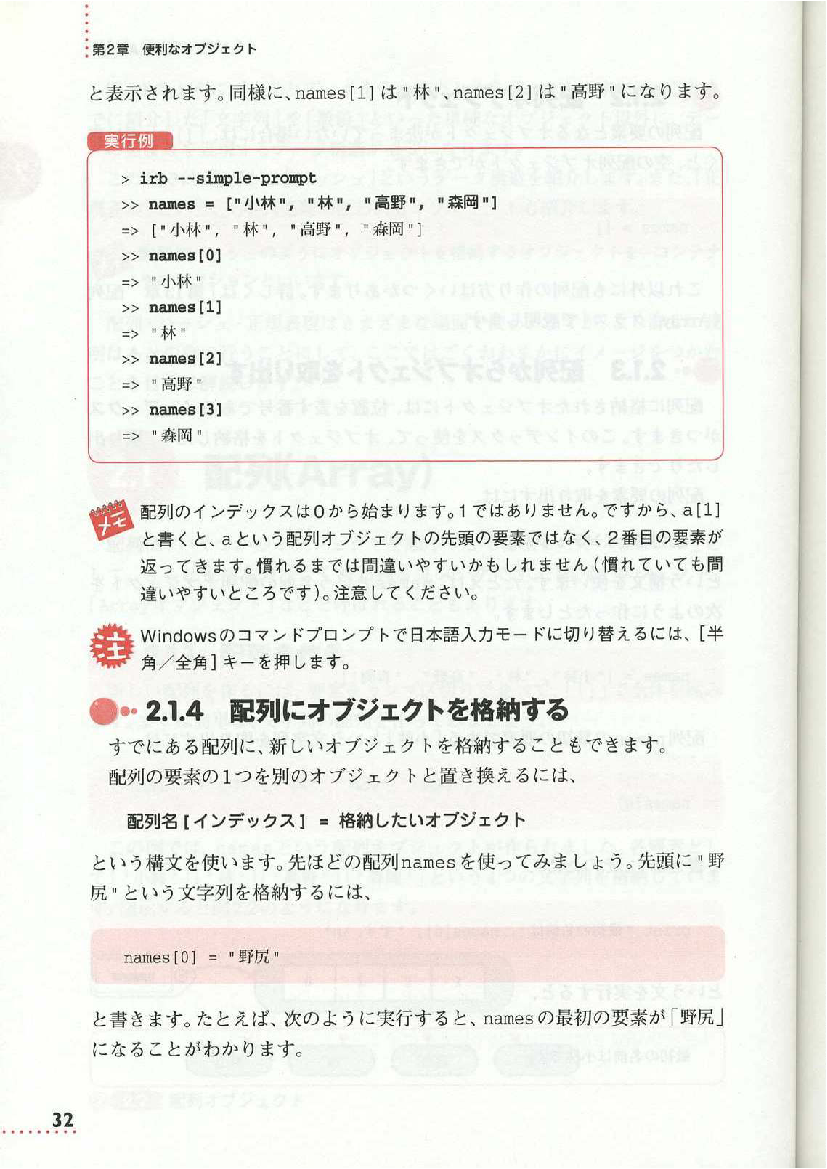 第2章 便利なオブジェクト
と表示されます。同様に、names[1]は"林"、names[2]は"高野"になります。
実行例
> irb --simple-prompt
>> names = ["小林", "林", "高野", "森岡"]
=> ["小林", "林", "高野", "森岡"]
>> names[0]
=> "小林"
>> names[1]
=> "林"
>> names[2]
=> "高野"
>> names[3]
=> "森岡"
メモ
配列のインデックスは0から始まります。1ではありません。ですから、a[1]
と書くと、aという配列オブジェクトの先頭の要素ではなく、2番目の要素が
返ってきます。慣れるまでは間違いやすいかもしれません(慣れていても間
違いやすいところです)。注意してください。
注
Windowsのコマンドプロンプトで日本語入力モードに切り替えるには、[半
角/全角]キーを押します。
2.1.4 配列にオブジェクトを格納する
すでにある配列に、新しいオブジェクトを格納することもできます。
配列の要素の1つを別のオブジェクトと置き換えるには、
配列名[インデックス] = 格納したいオブジェクト
という構文を使います。先ほどの配列namesを使ってみましょう。先頭に"野
尻"という文字列を格納するには、
names[0] = "野尻"
と書きます。たとえば、次のように実行すると、namesの最初の要素が「野尻」
になることがわかります。
32